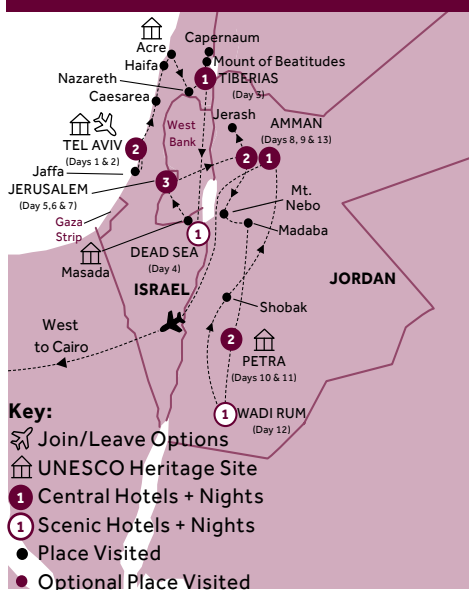 Capernaum
Acre
Haifa
Mount of Beatitudes
Nazareth
1
TIBERIAS
(Day 3)
Caesarea
Jerash
AMMAN
(Days 8, 9 & 13)
West
Bank
TEL AVIV
(Days 1 & 2)
2
2
1
Jaffa
JERUSALEM
(Day 5,6 & 7)
3
Mt.
Nebo
Gaza
Strip
Madaba
1
Masada
DEAD SEA
(Day 4)
ISRAEL
JORDAN
Shobak
West
to Cairo
2
PETRA
(Days 10 & 11)
1
WADI RUM
(Day 12)
Key:
Join/Leave Options
UNESCO Heritage Site
1 Central Hotels + Nights
1 Scenic Hotels + Nights
Place Visited
Optional Place Visited